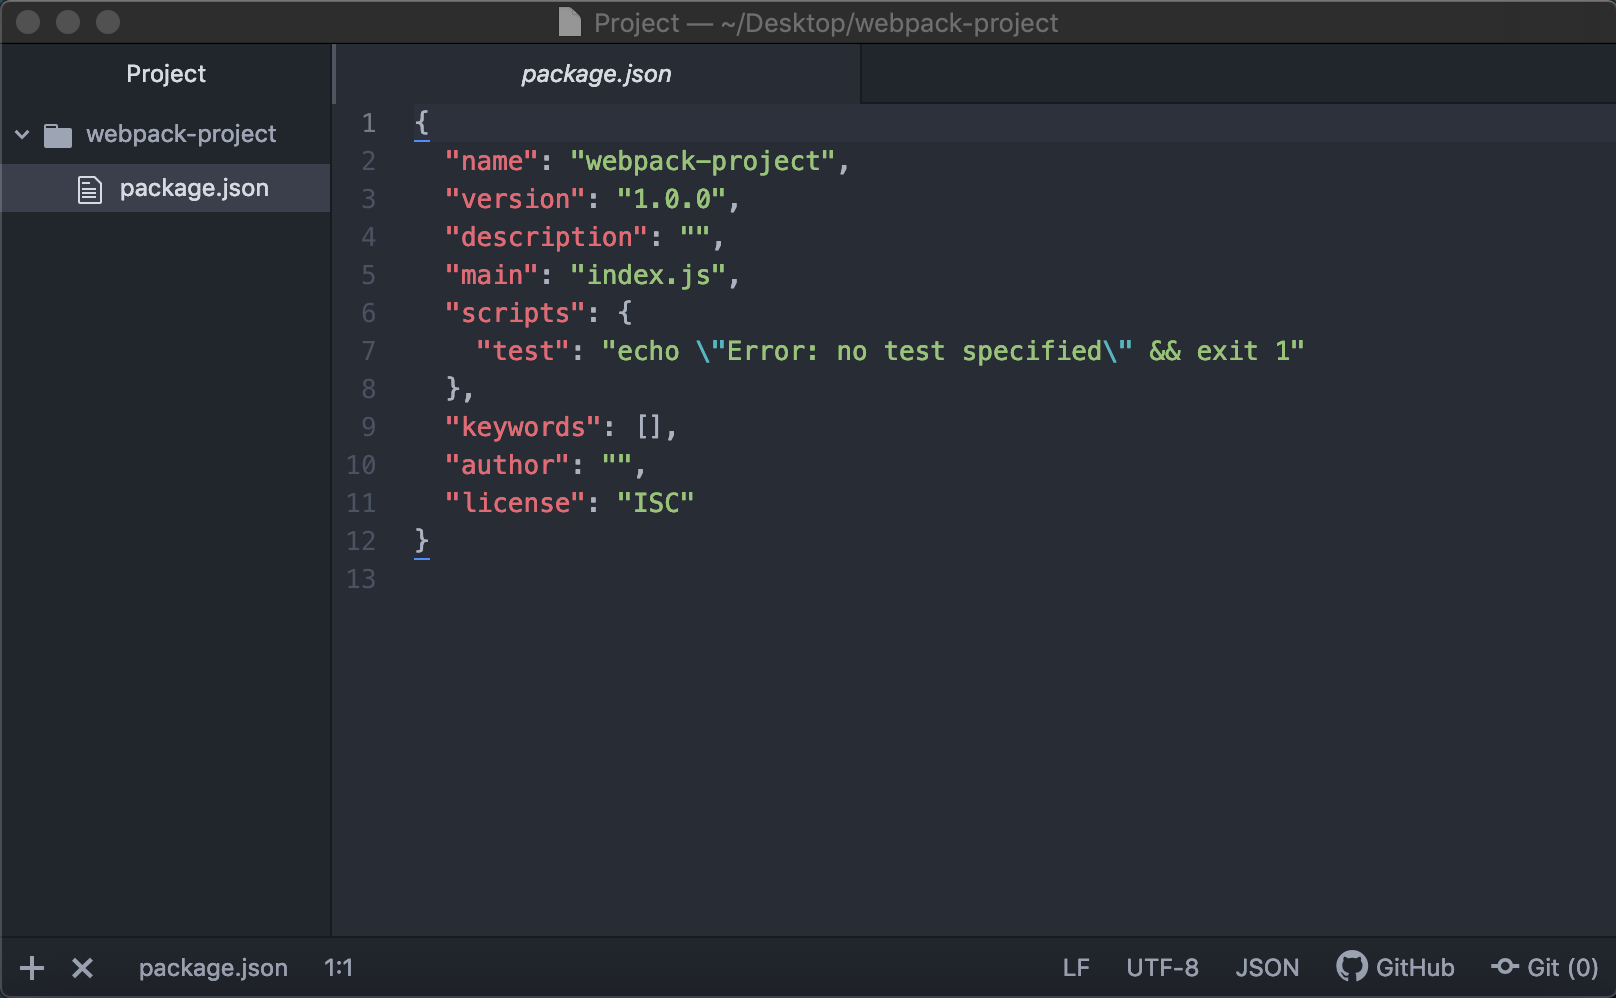 Project — ~/Desktop/webpack-project
Project
webpack-project
package.json
package.json
1 {
2   "name": "webpack-project",
3   "version": "1.0.0",
4   "description": "",
5   "main": "index.js",
6   "scripts": {
7     "test": "echo \"Error: no test specified\" && exit 1"
8   },
9   "keywords": [],
10   "author": "",
11   "license": "ISC"
12 }
13
package.json 1:1 LF UTF-8 JSON GitHub Git (0)